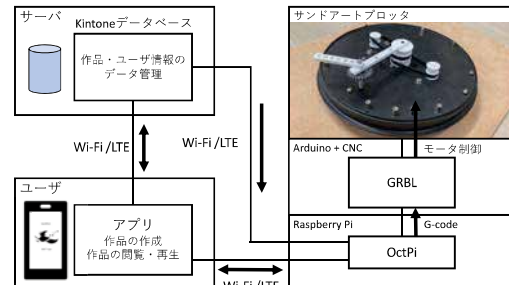 サーバ
Kintoneデータベース
作品・ユーザ情報の
データ管理
Wi-Fi/LTE
Wi-Fi/LTE
ユーザ
アプリ
作品の作成
作品の閲覧・再生
Wi-Fi/LTE
サンドアートプロッタ
Arduino + CNC
モータ制御
GRBL
Raspberry Pi
G-code
OctPi